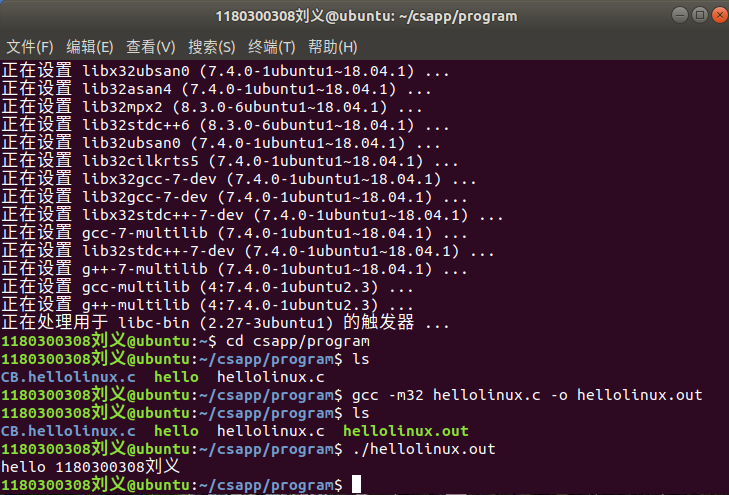 1180300308刘义@ubuntu: ~/csapp/program
文件(F) 编辑(E) 查看(V) 搜索(S) 终端(T) 帮助(H)
正在设置 libx32ubsan0 (7.4.0-1ubuntu1~18.04.1) ...
正在设置 lib32asan4 (7.4.0-1ubuntu1~18.04.1) ...
正在设置 lib32mpx2 (8.3.0-6ubuntu1~18.04.1) ...
正在设置 lib32stdc++6 (8.3.0-6ubuntu1~18.04.1) ...
正在设置 lib32ubsan0 (7.4.0-1ubuntu1~18.04.1) ...
正在设置 lib32cilkrts5 (7.4.0-1ubuntu1~18.04.1) ...
正在设置 libx32gcc-7-dev (7.4.0-1ubuntu1~18.04.1) ...
正在设置 lib32gcc-7-dev (7.4.0-1ubuntu1~18.04.1) ...
正在设置 libx32stdc++-7-dev (7.4.0-1ubuntu1~18.04.1) ...
正在设置 gcc-7-multilib (7.4.0-1ubuntu1~18.04.1) ...
正在设置 lib32stdc++-7-dev (7.4.0-1ubuntu1~18.04.1) ...
正在设置 g++-7-multilib (7.4.0-1ubuntu1~18.04.1) ...
正在设置 gcc-multilib (4:7.4.0-1ubuntu2.3) ...
正在设置 g++-multilib (4:7.4.0-1ubuntu2.3) ...
正在处理用于 libc-bin (2.27-3ubuntu1) 的触发器 ...
1180300308刘义@ubuntu:~$ cd csapp/program
1180300308刘义@ubuntu:~/csapp/program$ ls
CB.hellolinux.c hello hellolinux.c
1180300308刘义@ubuntu:~/csapp/program$ gcc -m32 hellolinux.c -o hellolinux.out
1180300308刘义@ubuntu:~/csapp/program$ ls
CB.hellolinux.c hello hellolinux.c hellolinux.out
1180300308刘义@ubuntu:~/csapp/program$ ./hellolinux.out
hello 1180300308刘义
1180300308刘义@ubuntu:~/csapp/program$